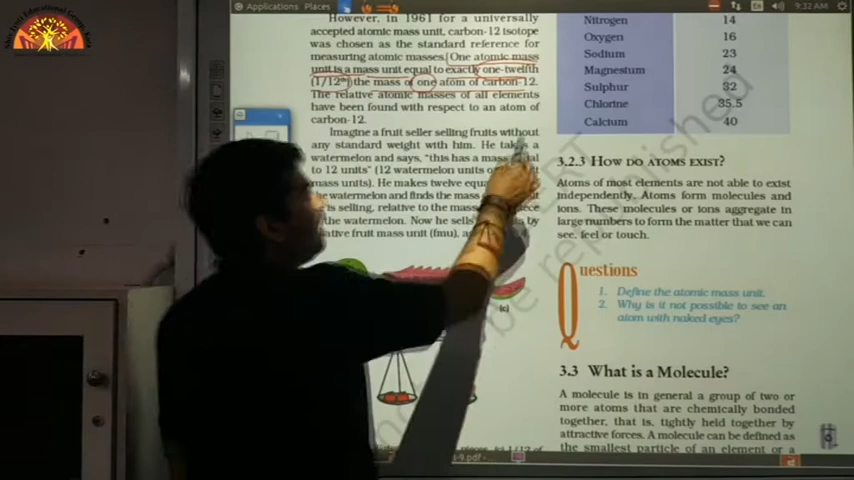 Applications Places
En
9:32 AM
However, in 1961 for a universally
accepted atomic mass unit, carbon-12 isotope
was chosen as the standard reference for
measuring atomic masses. One atomic mass
unit is a mass unit equal to exactly one-twelfth
(1/12th) the mass of one atom of carbon-12.
The relative atomic masses of all elements
have been found with respect to an atom of
carbon-12.
Imagine a fruit seller selling fruits without
any standard weight with him. He takes a
watermelon and says, "this has a mass
to 12 units" (12 watermelon units
mass units). He makes twelve
watermelon and finds the mass
is selling, relative to the mass
the watermelon. Now he sells by
fruit mass unit (fmu),
(c)
Nitrogen 14
Oxygen 16
Sodium 23
Magnestum 24
Sulphur 32
Chlorine 35.5
Calcium 40
3.2.3 HOW DO ATOMS EXIST?
Atoms of most elements are not able to exist
independently. Atoms form molecules and
ions. These molecules or ions aggregate in
large numbers to form the matter that we can
see, feel or touch.
Questions
1. Define the atomic mass unit.
2. Why is it not possible to see an
atom with naked eyes?
3.3 What is a Molecule?
A molecule is in general a group of two or
more atoms that are chemically bonded
together, that is, tightly held together by
attractive forces. A molecule can be defined as
the smallest particle of an element or a
be republished